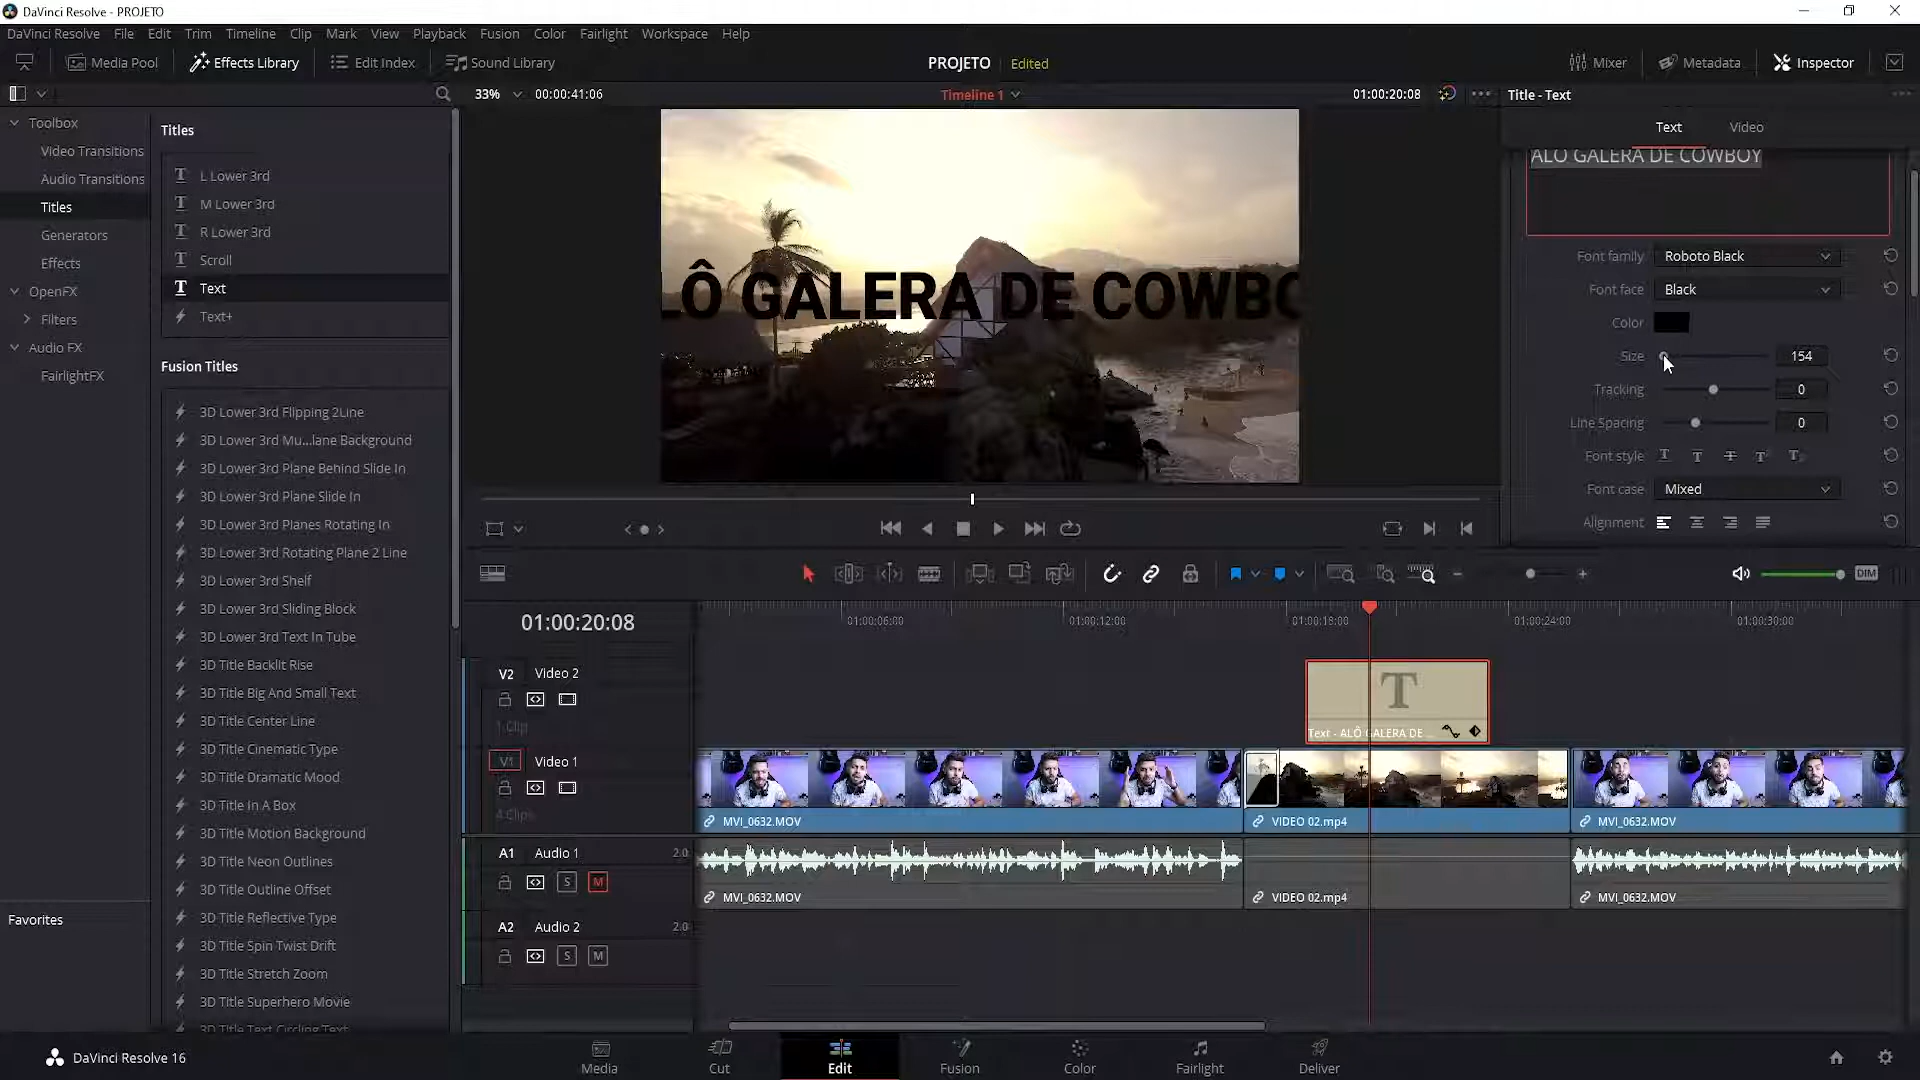 DaVinci Resolve - PROJETO
DaVinci Resolve File Edit Trim Timeline Clip Mark View Playback Fusion Color Fairlight Workspace Help
Media Pool Effects Library Edit Index Sound Library PROJETO Edited Mixer Metadata Inspector
33% 00:00:41:06 Timeline 1 01:00:20:08 Title - Text
Toolbox
Video Transitions
Audio Transitions
Titles
Generators
Effects
OpenFX
Filters
Audio FX
FairlightFX
Favorites
Titles
L Lower 3rd
M Lower 3rd
R Lower 3rd
Scroll
Text
Text+
Fusion Titles
3D Lower 3rd Flipping 2Line
3D Lower 3rd Mu...lane Background
3D Lower 3rd Plane Behind Slide In
3D Lower 3rd Plane Slide In
3D Lower 3rd Planes Rotating In
3D Lower 3rd Rotating Plane 2 Line
3D Lower 3rd Shelf
3D Lower 3rd Sliding Block
3D Lower 3rd Text In Tube
3D Title Backlit Rise
3D Title Big And Small Text
3D Title Center Line
3D Title Cinematic Type
3D Title Dramatic Mood
3D Title In A Box
3D Title Motion Background
3D Title Neon Outlines
3D Title Outline Offset
3D Title Reflective Type
3D Title Spin Twist Drift
3D Title Stretch Zoom
3D Title Superhero Movie
3D Title Text Circling Text
LÔ GALERA DE COWBO
Text Video
ALÔ GALERA DE COWBOY
Font family Roboto Black
Font face Black
Color
Size 154
Tracking 0
Line Spacing 0
Font style T T T T T
Font case Mixed
Alignment
DIM
01:00:20:08
01:00:06:00 01:00:12:00 01:00:18:00 01:00:24:00 01:00:30:00
V2 Video 2
1 Clip
T
Text - ALÔ GALERA DE ...
V1 Video 1
4 Clips
MVI_0632.MOV VIDEO 02.mp4 MVI_0632.MOV
A1 Audio 1 2.0
S M
MVI_0632.MOV VIDEO 02.mp4 MVI_0632.MOV
A2 Audio 2 2.0
S M
DaVinci Resolve 16
Media Cut Edit Fusion Color Fairlight Deliver